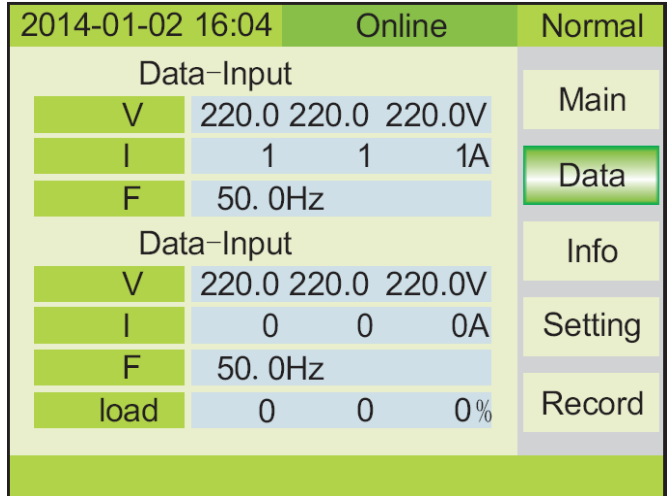 2014-01-02 16:04 Online Normal
Data-Input
V 220.0 220.0 220.0V
I 1 1 1A
F 50. 0Hz
Data-Input
V 220.0 220.0 220.0V
I 0 0 0A
F 50. 0Hz
load 0 0 0%
Main
Data
Info
Setting
Record